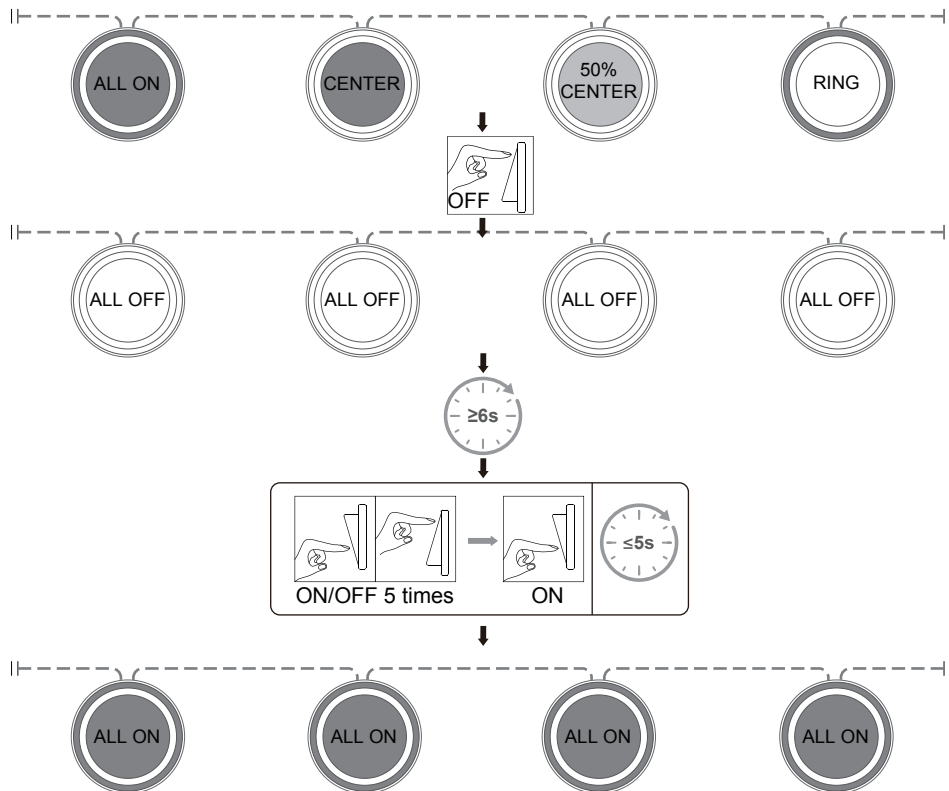 ALL ON
CENTER
50%
CENTER
RING
OFF
ALL OFF
ALL OFF
ALL OFF
ALL OFF
≥6s
≤5s
ON/OFF 5 times
ON
ALL ON
ALL ON
ALL ON
ALL ON